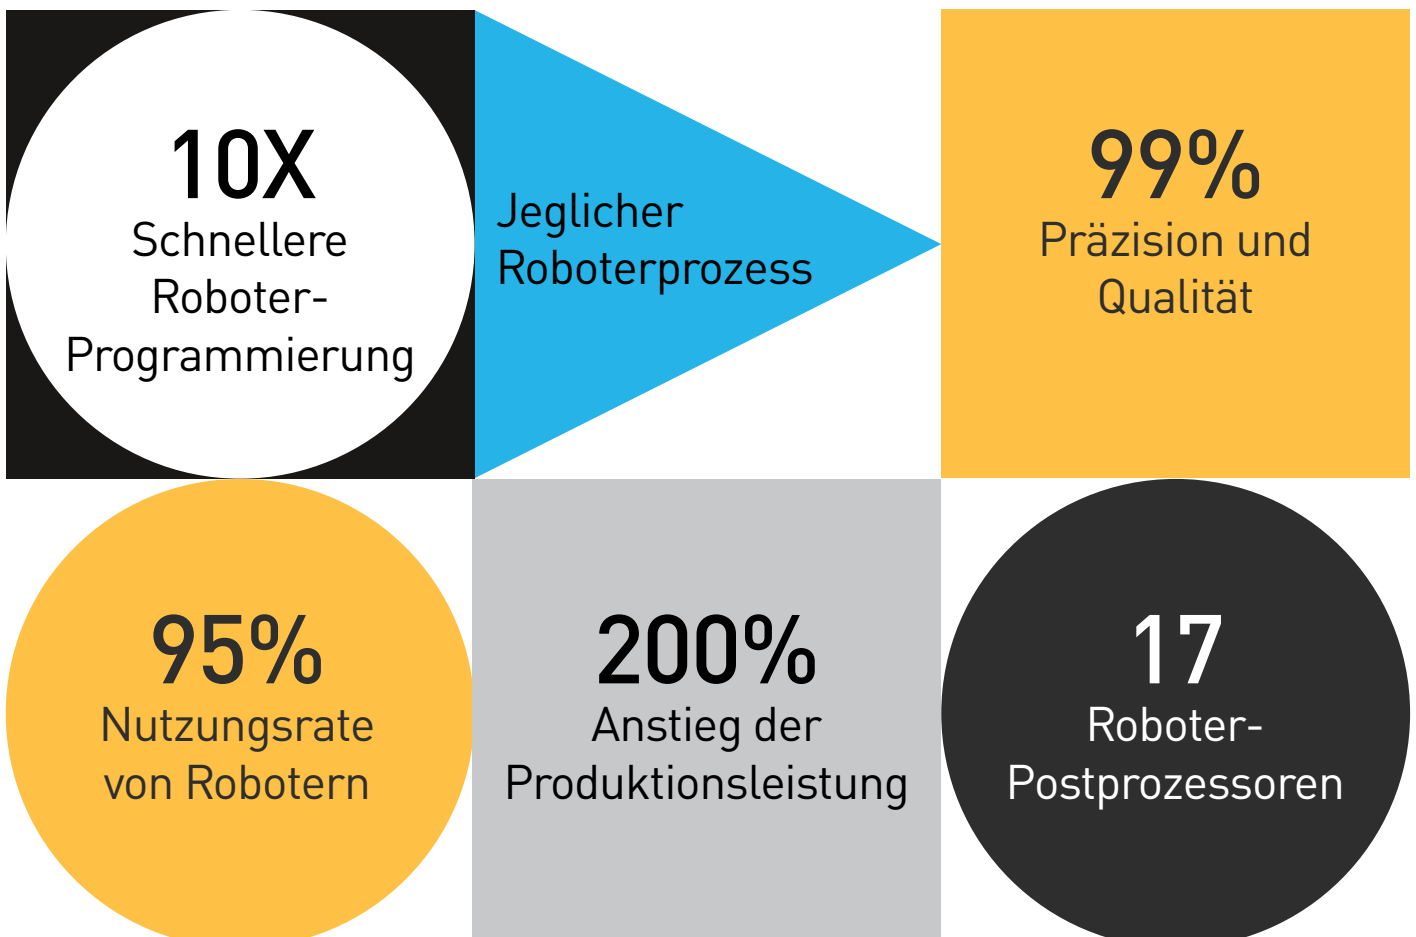 10X
Schnellere
Roboter-
Programmierung
Jeglicher
Roboterprozess
99%
Präzision und
Qualität
95%
Nutzungsrate
von Robotern
200%
Anstieg der
Produktionsleistung
17
Roboter-
Postprozessoren